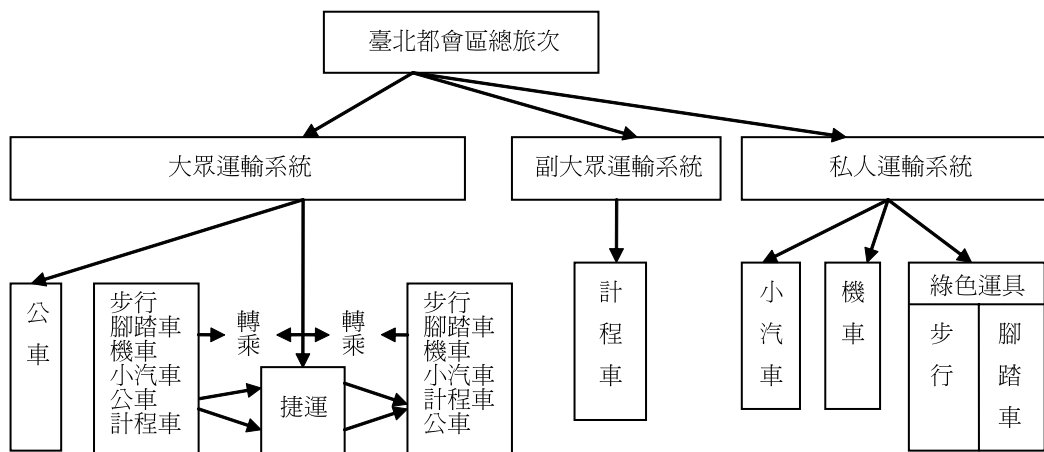 臺北都會區總旅次
大眾運輸系統
副大眾運輸系統
私人運輸系統
公車
步行
腳踏車
機車
小汽車
公車
計程車
轉乘
捷運
轉乘
步行
腳踏車
機車
小汽車
計程車
公車
計程車
小汽車
機車
綠色運具
步行
腳踏車